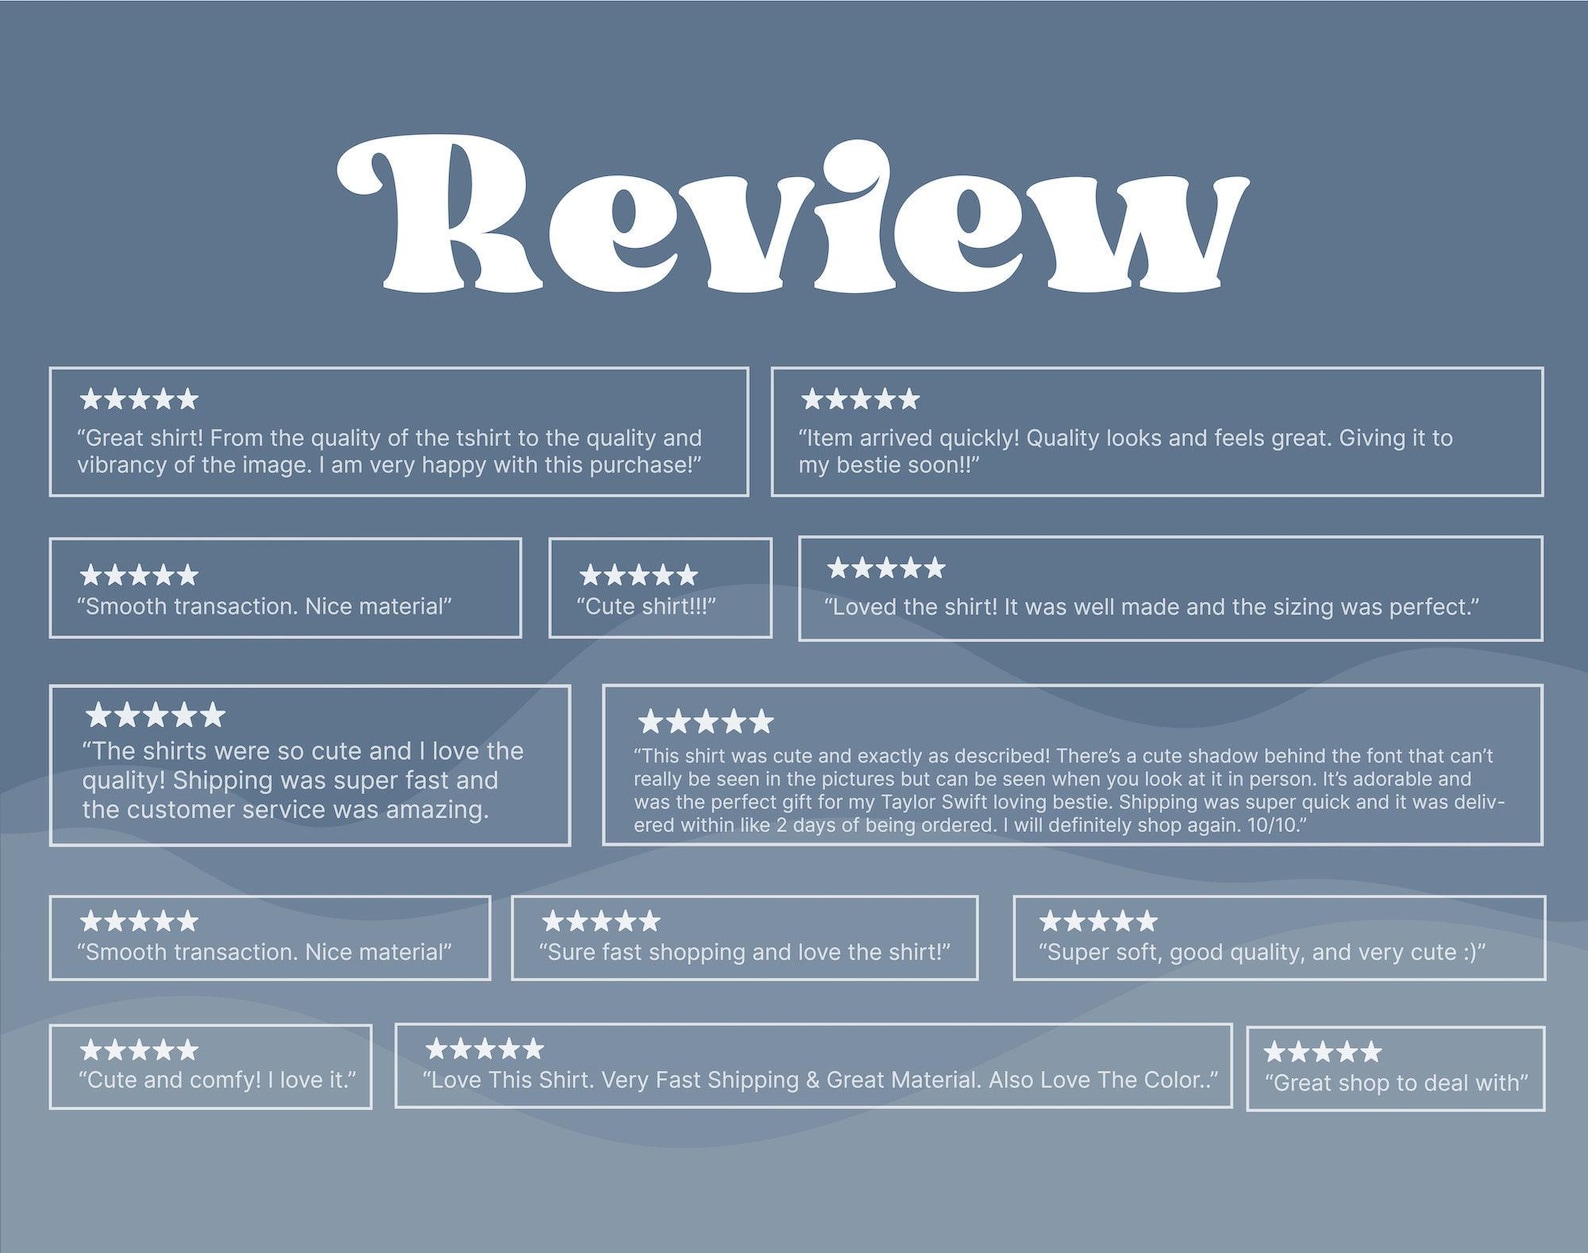 Review
★★★★★
“Great shirt! From the quality of the tshirt to the quality and
vibrancy of the image. I am very happy with this purchase!”
★★★★★
“Item arrived quickly! Quality looks and feels great. Giving it to
my bestie soon!!”
★★★★★
“Smooth transaction. Nice material”
★★★★★
“Cute shirt!!!”
★★★★★
“Loved the shirt! It was well made and the sizing was perfect.”
★★★★★
“The shirts were so cute and I love the
quality! Shipping was super fast and
the customer service was amazing.
★★★★★
“This shirt was cute and exactly as described! There’s a cute shadow behind the font that can’t
really be seen in the pictures but can be seen when you look at it in person. It’s adorable and
was the perfect gift for my Taylor Swift loving bestie. Shipping was super quick and it was deliv-
ered within like 2 days of being ordered. I will definitely shop again. 10/10.”
★★★★★
“Smooth transaction. Nice material”
★★★★★
“Sure fast shopping and love the shirt!”
★★★★★
“Super soft, good quality, and very cute :)”
★★★★★
“Cute and comfy! I love it.”
★★★★★
“Love This Shirt. Very Fast Shipping & Great Material. Also Love The Color..”
★★★★★
“Great shop to deal with”